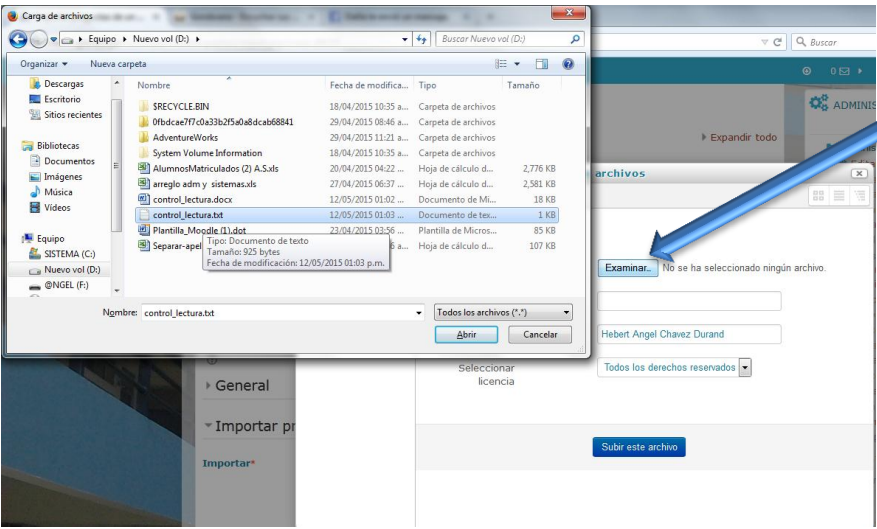 Carga de archivos
Equipo ▸ Nuevo vol (D:) ▸
Buscar Nuevo vol (D:)
Organizar
Nueva carpeta
Descargas
Escritorio
Sitios recientes
Bibliotecas
Documentos
Imágenes
Música
Vídeos
Equipo
SISTEMA (C:)
Nuevo vol (D:)
@NGEL (F:)
Nombre Fecha de modifica... Tipo Tamaño
$RECYCLE.BIN 18/04/2015 10:35 a... Carpeta de archivos
0fbdcae7f7c0a33b2f5a0a8dcab68841 29/04/2015 08:46 a... Carpeta de archivos
AdventureWorks 29/04/2015 11:21 a... Carpeta de archivos
System Volume Information 18/04/2015 10:35 a... Carpeta de archivos
AlumnosMatriculados (2) A.S.xls 20/04/2015 04:22 ... Hoja de cálculo d... 2,776 KB
arreglo adm y sistemas.xls 27/04/2015 06:37 ... Hoja de cálculo d... 2,581 KB
control_lectura.docx 12/05/2015 01:02 ... Documento de Mi... 18 KB
control_lectura.txt 12/05/2015 01:03 ... Documento de tex... 1 KB
Plantilla_Moodle (1).dot 23/04/2015 03:56 ... Plantilla de Micros... 85 KB
Separar-apel 6 a... Hoja de cálculo d... 107 KB
Tipo: Documento de texto
Tamaño: 925 bytes
Fecha de modificación: 12/05/2015 01:03 p.m.
Nombre: control_lectura.txt
Todos los archivos (*.*)
Abrir
Cancelar
Buscar
0
ADMINIS
Expandir todo
archivos
Examinar... No se ha seleccionado ningún archivo.
Hebert Angel Chavez Durand
Seleccionar
licencia
Todos los derechos reservados
Subir este archivo
General
Importar pr
Importar*